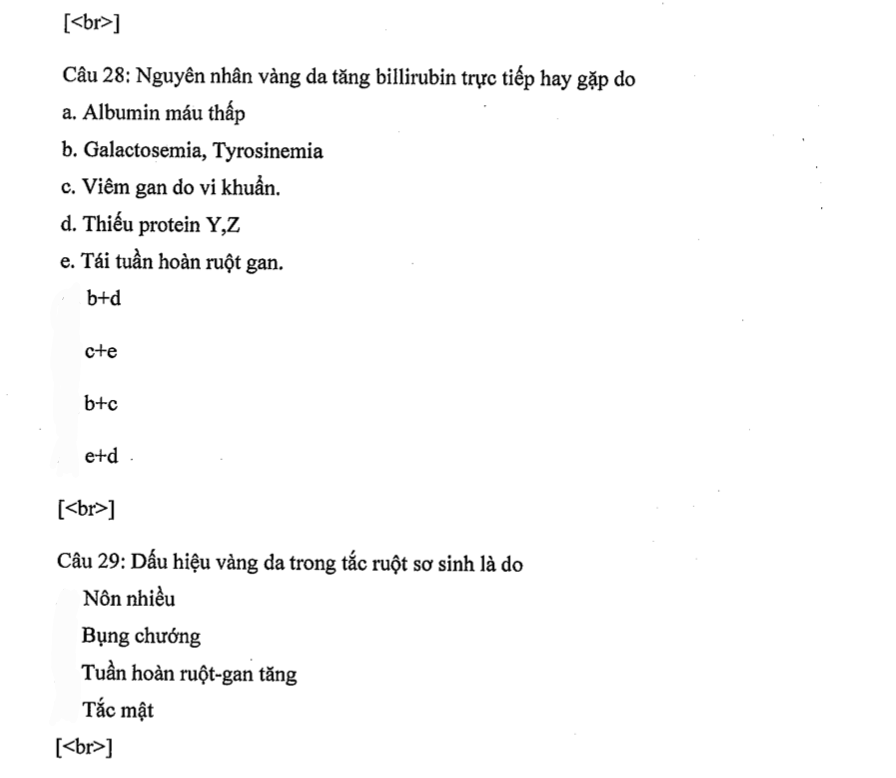 [<br>]
Câu 28: Nguyên nhân vàng da tăng billirubin trực tiếp hay gặp do
a. Albumin máu thấp
b. Galactosemia, Tyrosinemia
c. Viêm gan do vi khuẩn.
d. Thiếu protein Y,Z
e. Tái tuần hoàn ruột gan.
b+d
c+e
b+c
e+d
[<br>]
Câu 29: Dấu hiệu vàng da trong tắc ruột sơ sinh là do
Nôn nhiều
Bụng chướng
Tuần hoàn ruột-gan tăng
Tắc mật
[<br>]